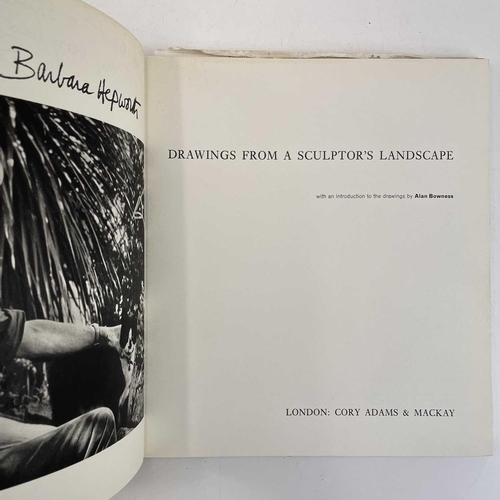 Barbara Hepworth
DRAWINGS FROM A SCULPTOR'S LANDSCAPE
with an introduction to the drawings by Alan Bowness
LONDON: CORY ADAMS & MACKAY